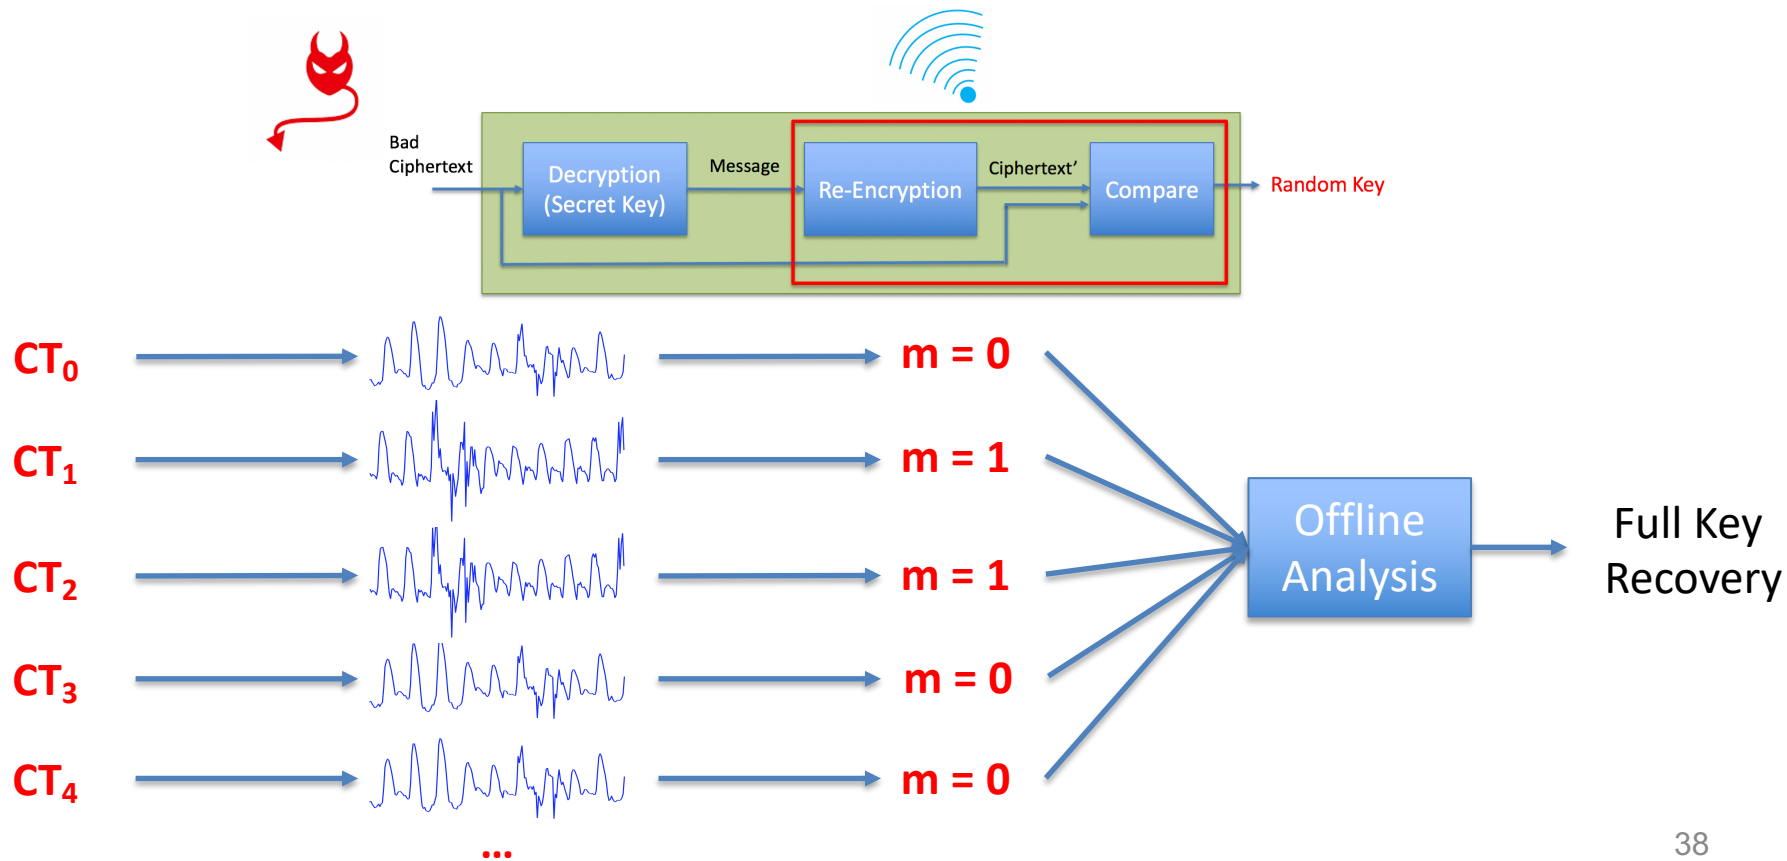 Bad
Ciphertext
Decryption
(Secret Key)
Message
Re-Encryption
Ciphertext’
Compare
Random Key
CT₀
m = 0
CT₁
m = 1
CT₂
m = 1
CT₃
m = 0
CT₄
m = 0
...
Offline
Analysis
Full Key
Recovery
38